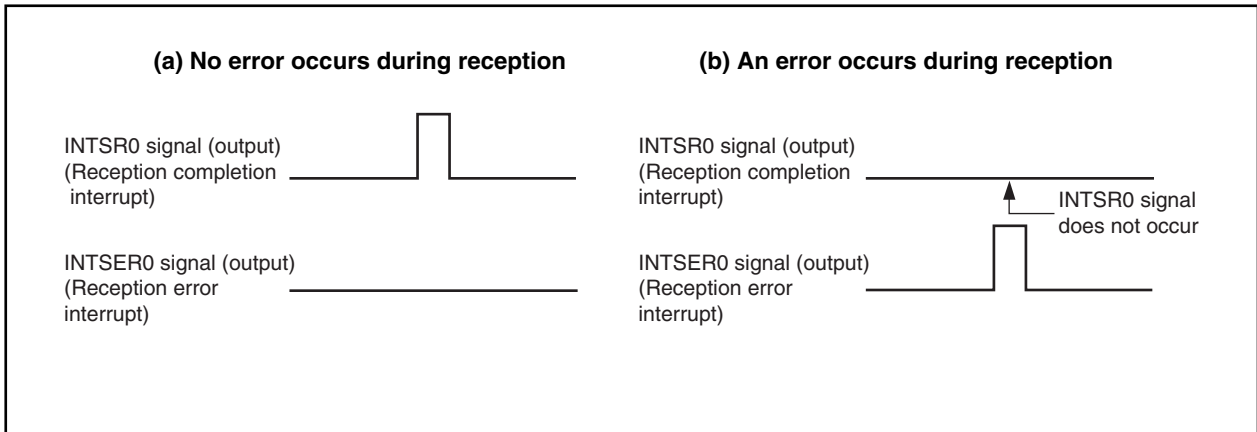 (a) No error occurs during reception
INTSR0 signal (output)
(Reception completion
interrupt)
INTSER0 signal (output)
(Reception error
interrupt)
(b) An error occurs during reception
INTSR0 signal (output)
(Reception completion
interrupt)
INTSR0 signal
does not occur
INTSER0 signal (output)
(Reception error
interrupt)